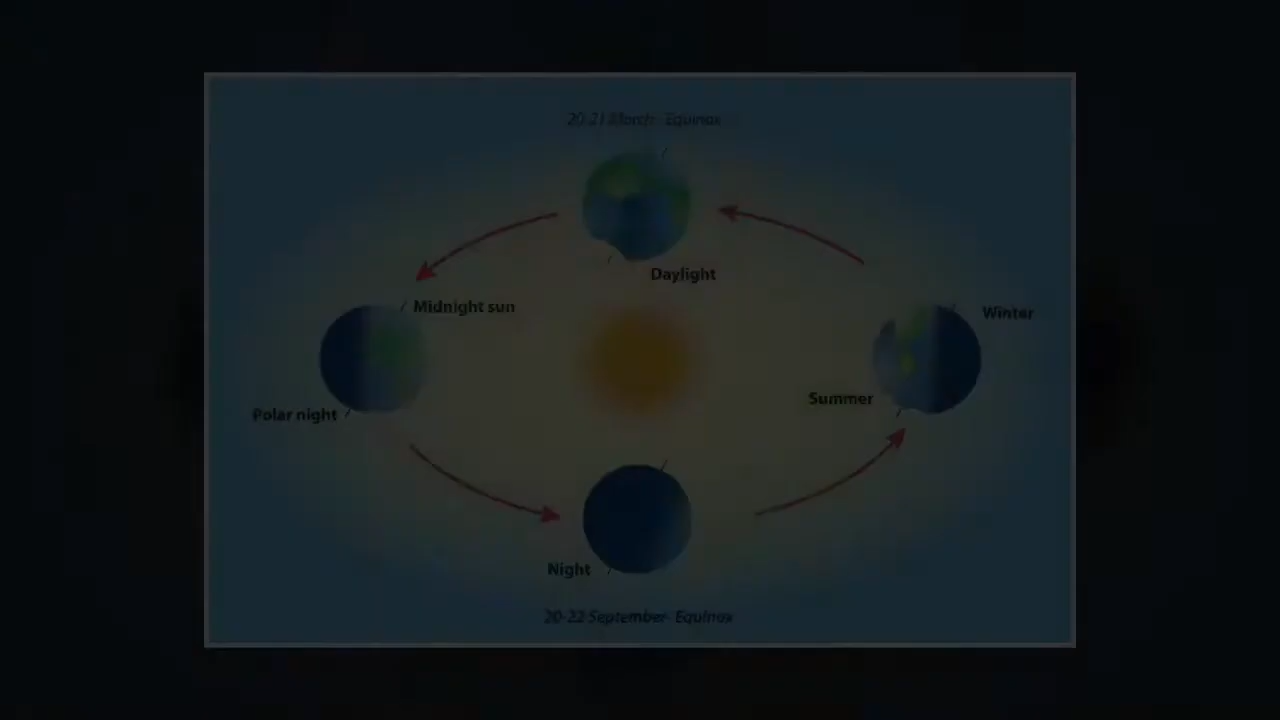 20-21 March - Equinox
Daylight
Midnight sun
Winter
Summer
Polar night
Night
20-22 September- Equinox